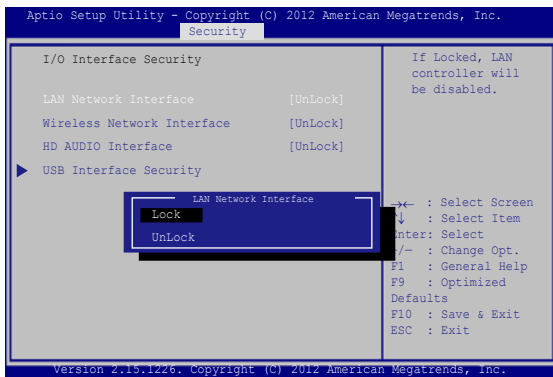 Aptio Setup Utility - Copyright (C) 2012 American Megatrends, Inc.
Security
I/O Interface Security
LAN Network Interface [UnLock]
Wireless Network Interface [UnLock]
HD AUDIO Interface [UnLock]
USB Interface Security
LAN Network Interface
Lock
UnLock
If Locked, LAN
controller will
be disabled.
→← : Select Screen
↑↓ : Select Item
Enter: Select
+/— : Change Opt.
F1 : General Help
F9 : Optimized
Defaults
F10 : Save & Exit
ESC : Exit
Version 2.15.1226. Copyright (C) 2012 American Megatrends, Inc.